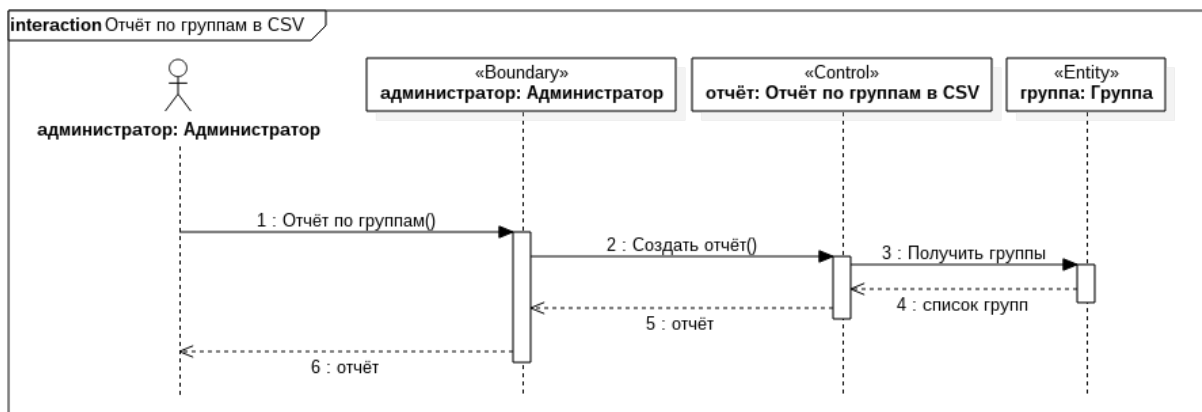 interaction Отчёт по группам в CSV
«Boundary»
администратор: Администратор
«Control»
отчёт: Отчёт по группам в CSV
«Entity»
группа: Группа
администратор: Администратор
1 : Отчёт по группам()
2 : Создать отчёт()
3 : Получить группы
4 : список групп
5 : отчёт
6 : отчёт